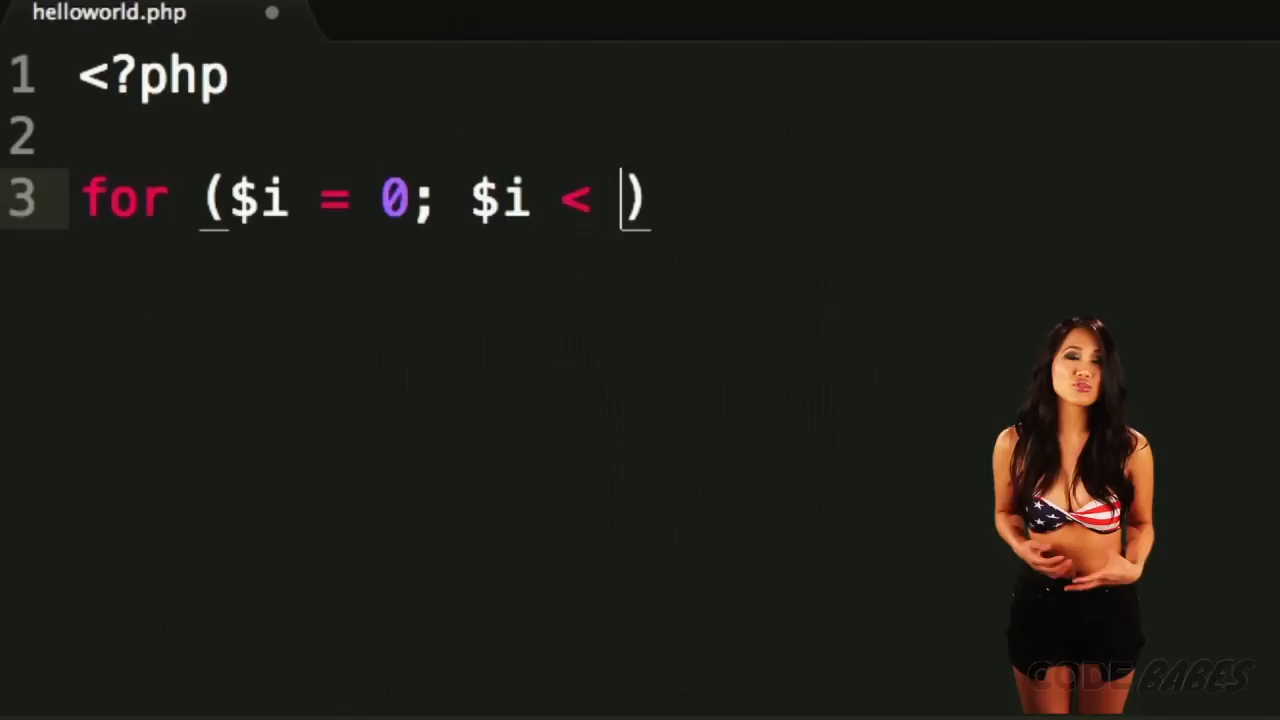 helloworld.php
1 <?php
2
3 for ($i = 0; $i < )
CODE BABES